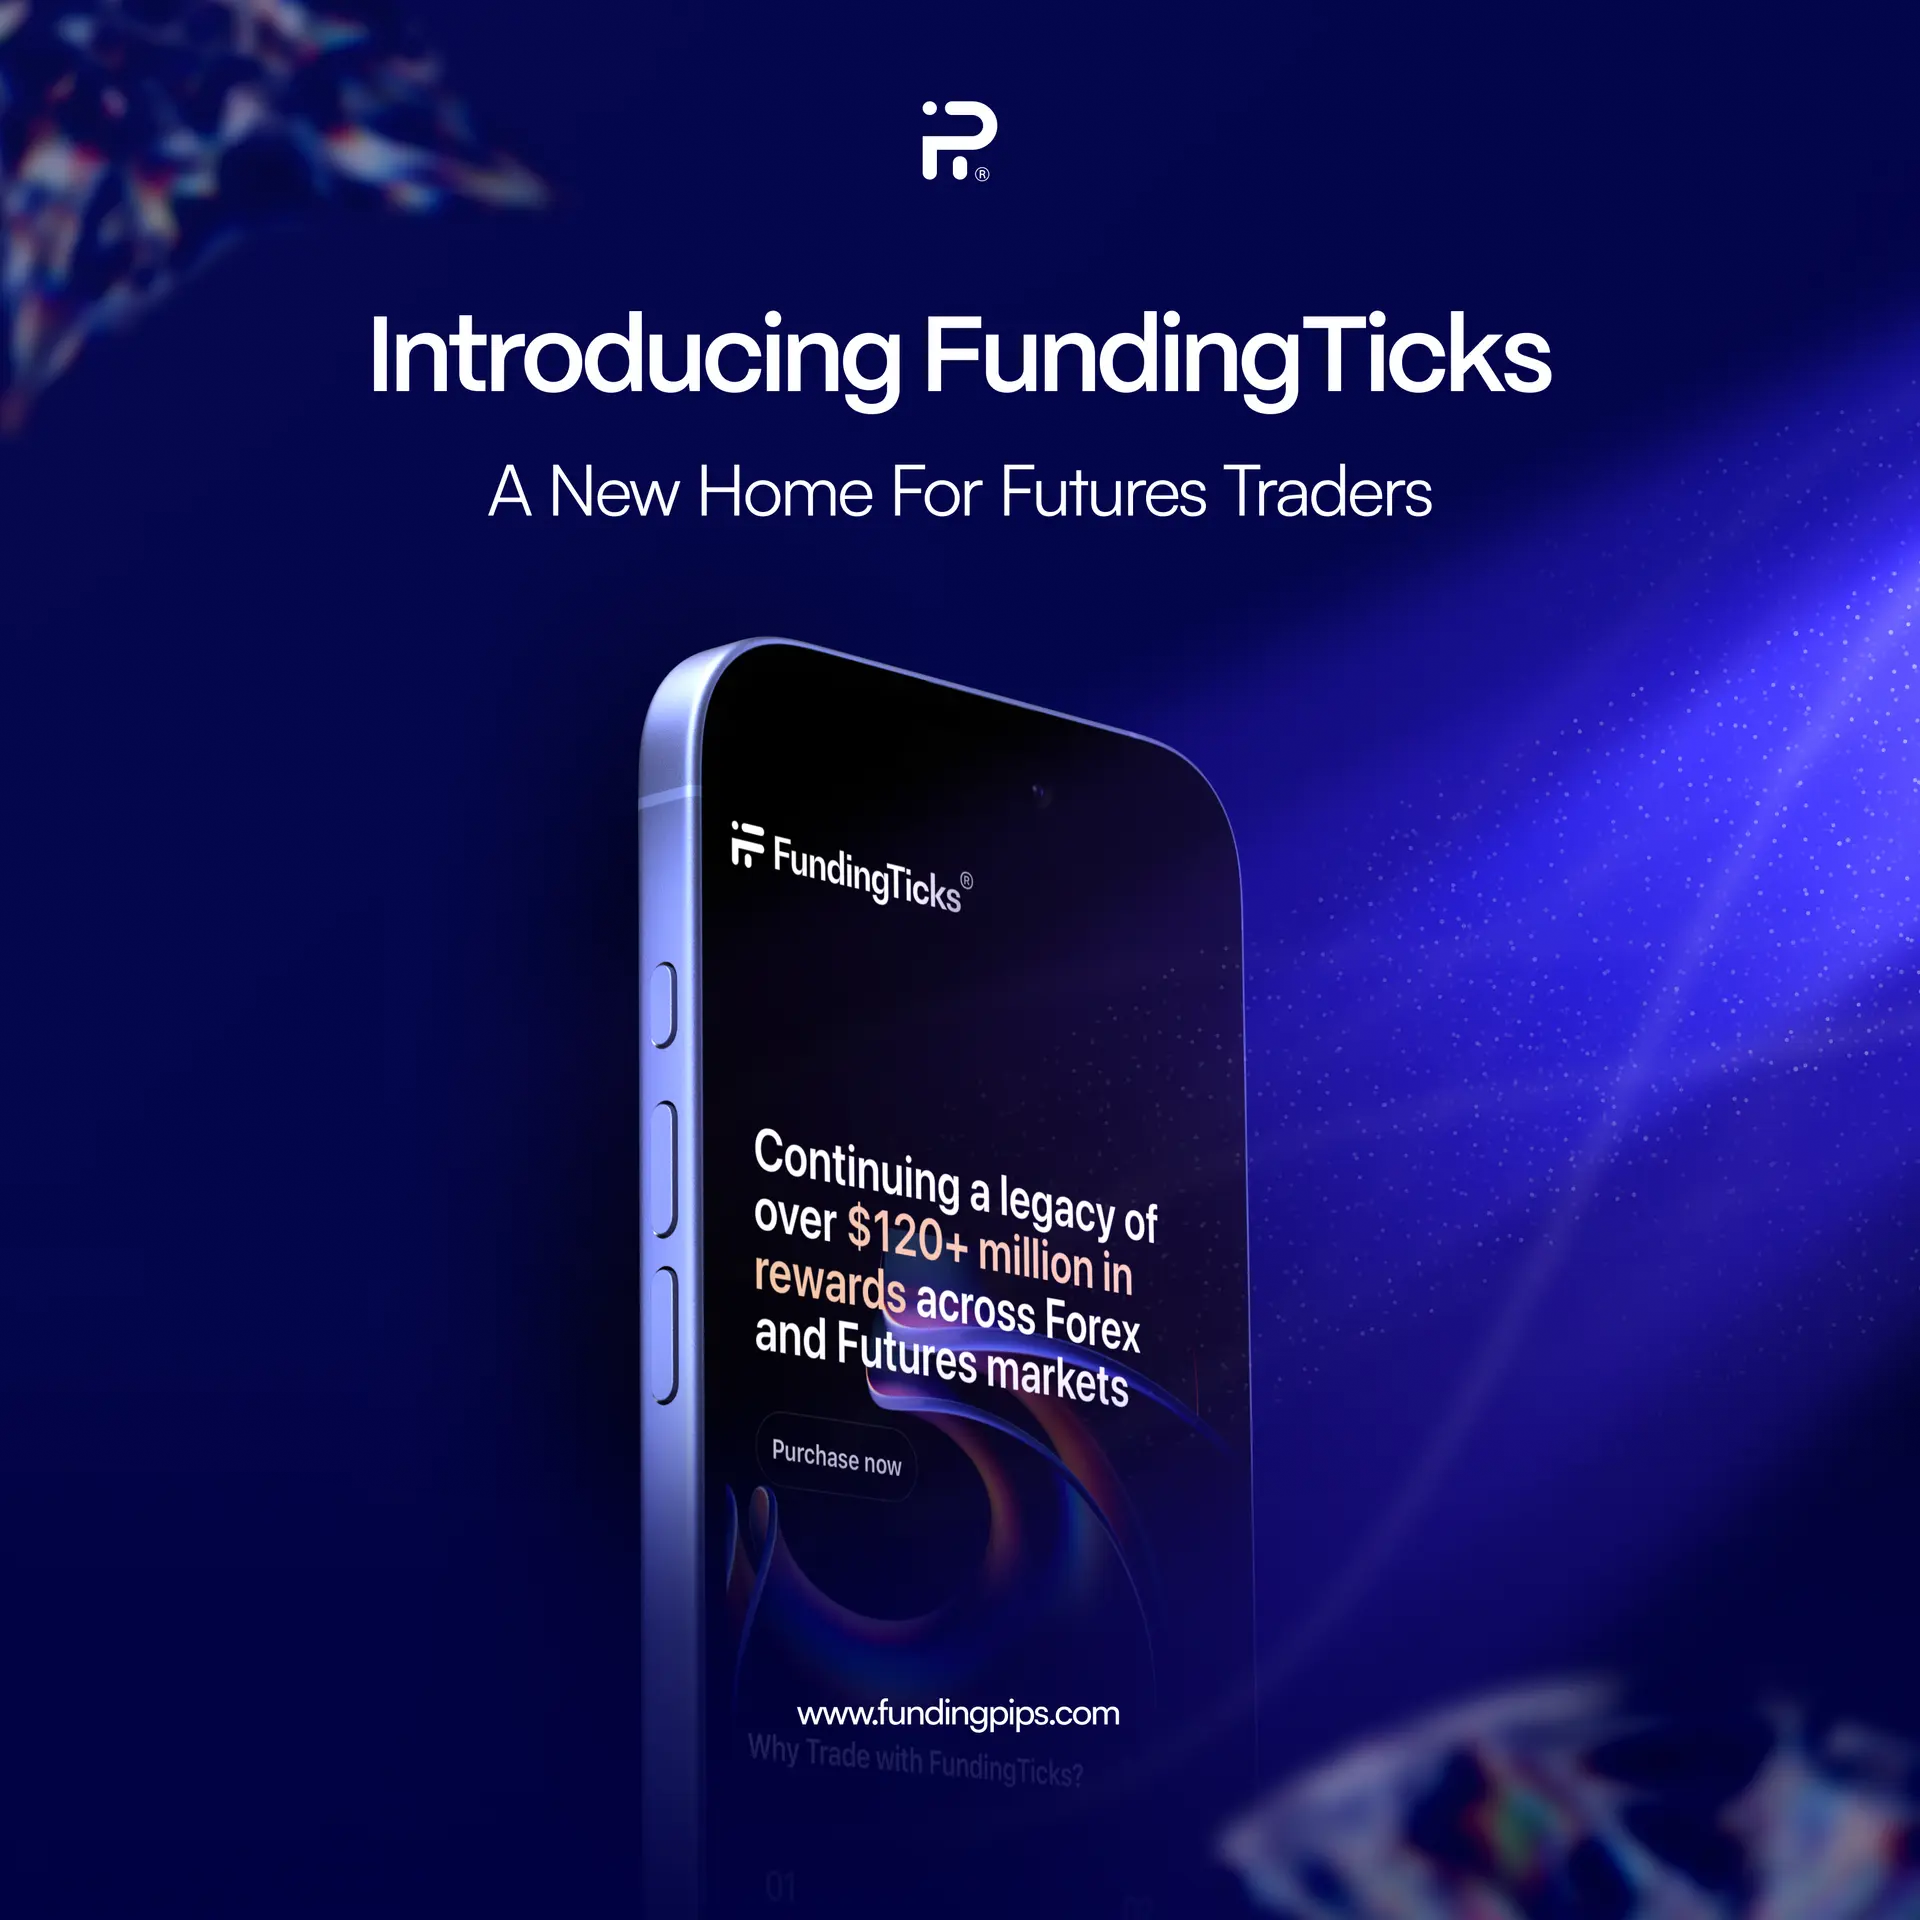 ®
Introducing FundingTicks
A New Home For Futures Traders
FundingTicks®
Continuing a legacy of
over $120+ million in
rewards across Forex
and Futures markets
Purchase now
www.fundingpips.com
Why Trade with FundingTicks?
01